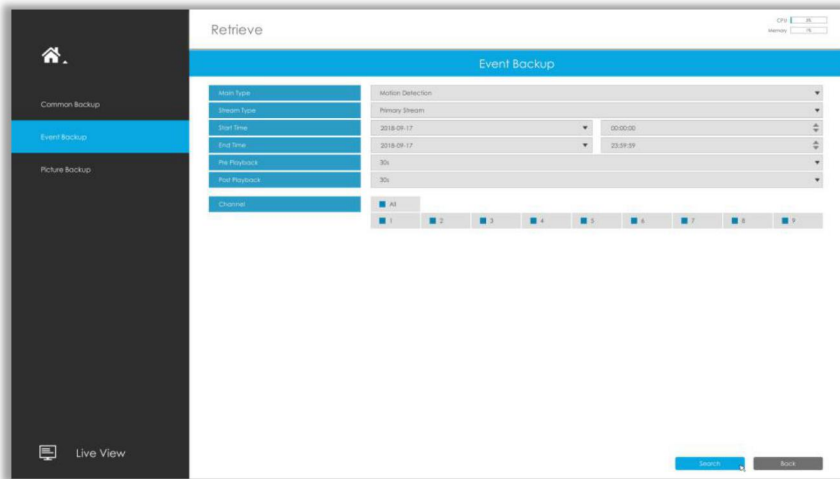 Retrieve
CPU 8%
Memory 1%
Common Backup
Event Backup
Picture Backup
Live View
Event Backup
Main Type Motion Detection
Stream Type Primary Stream
Start Time 2018-09-17 00:00:00
End Time 2018-09-17 23:59:59
Pre Playback 30s
Post Playback 30s
Channel All
1 2 3 4 5 6 7 8 9
Search Back